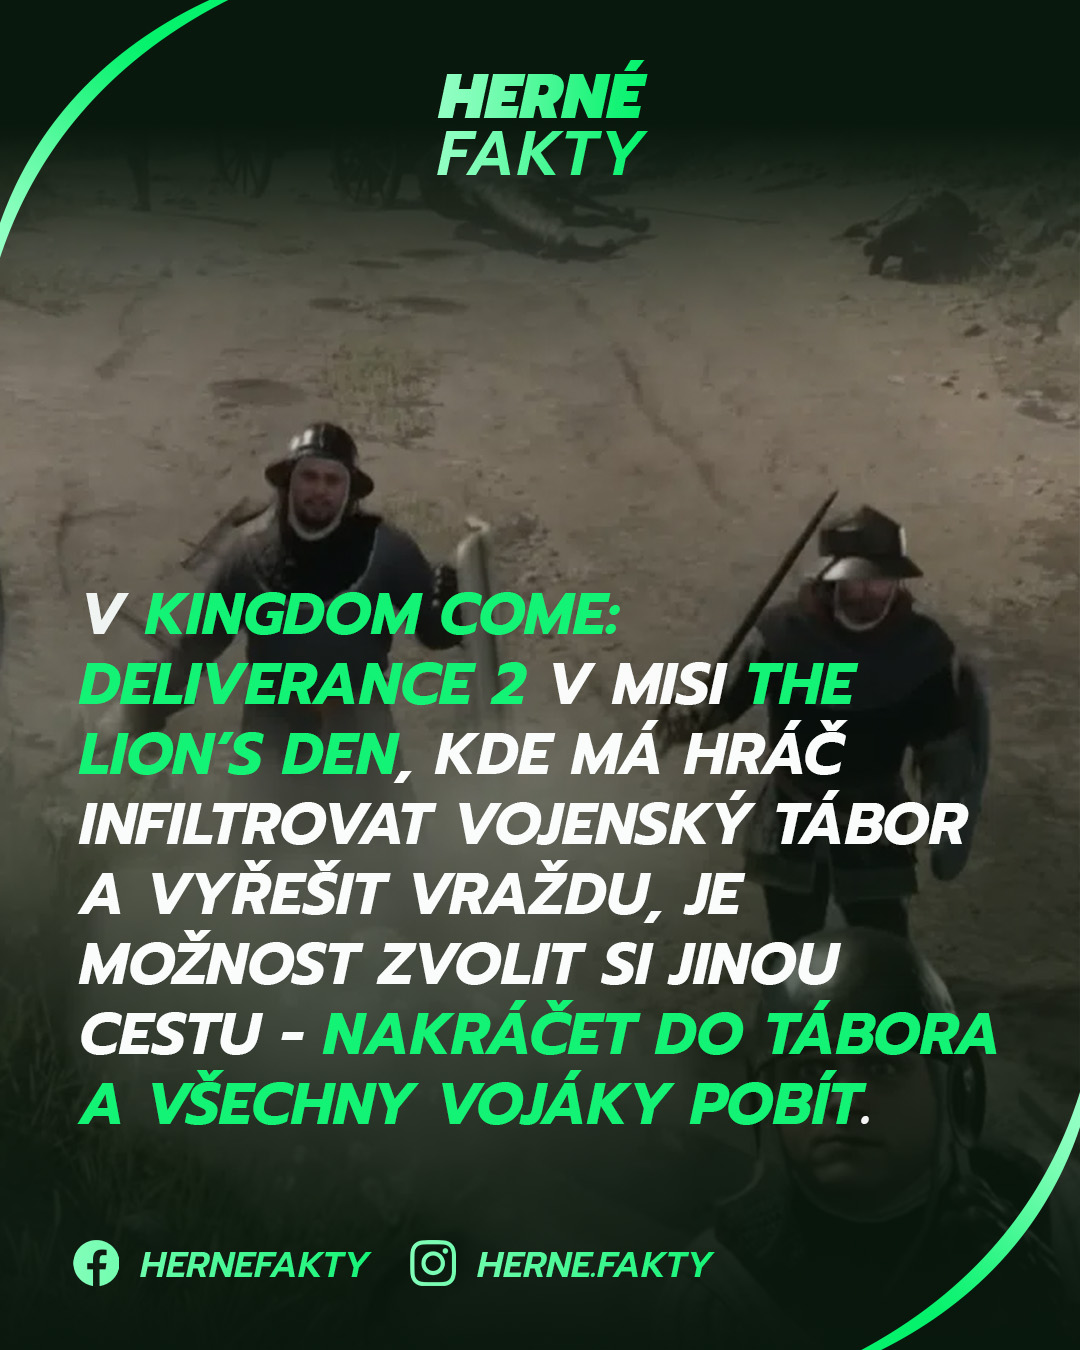 HERNÉ
FAKTY
V KINGDOM COME:
DELIVERANCE 2 V MISI THE
LION'S DEN, KDE MÁ HRÁČ
INFILTROVAT VOJENSKÝ TÁBOR
A VYŘEŠIT VRAŽDU, JE
MOŽNOST ZVOLIT SI JINOU
CESTU - NAKRÁČET DO TÁBORA
A VŠECHNY VOJÁKY POBÍT.
HERNEFAKTY HERNE.FAKTY